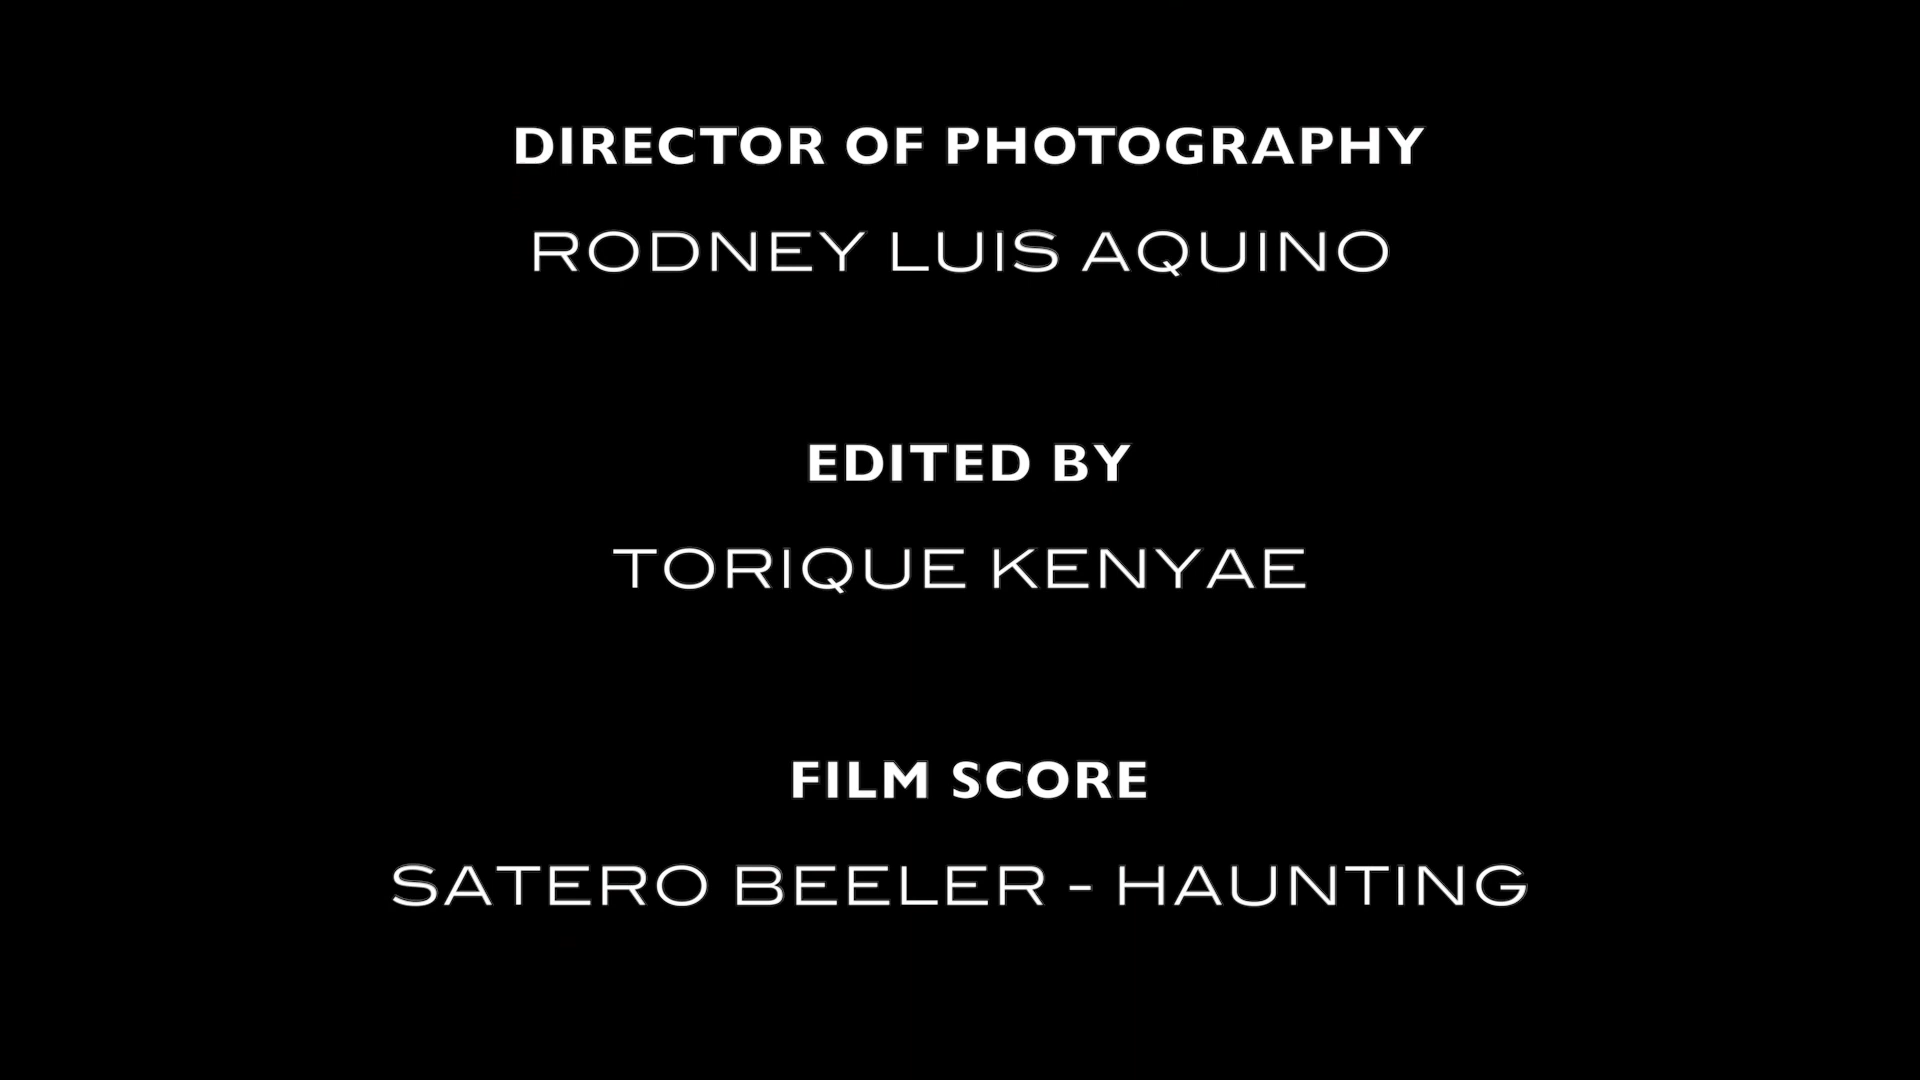 DIRECTOR OF PHOTOGRAPHY
RODNEY LUIS AQUINO
EDITED BY
TORIQUE KENYAE
FILM SCORE
SATERO BEELER - HAUNTING